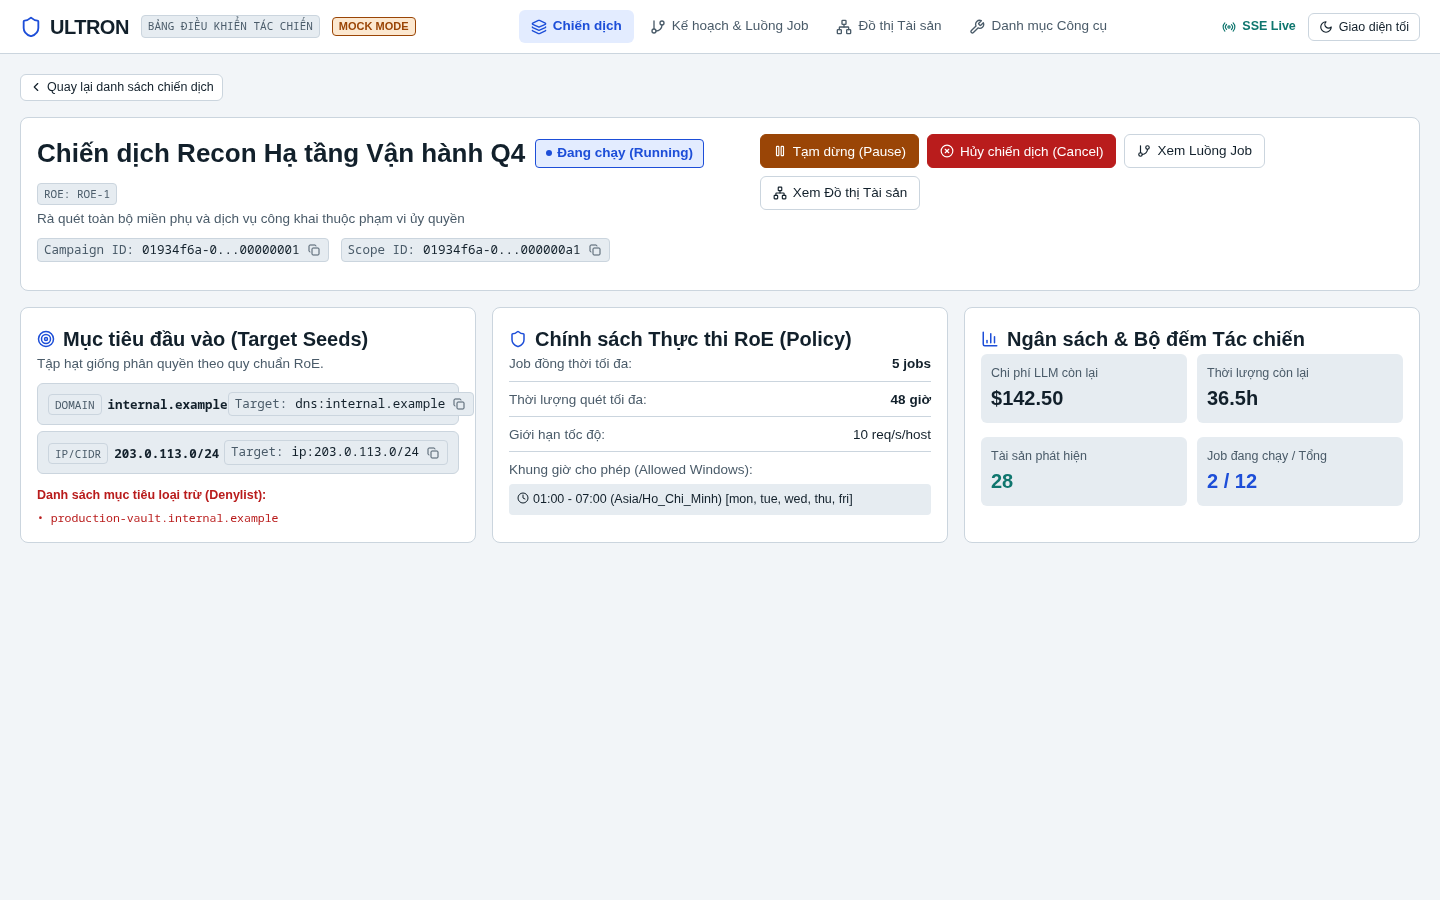 ULTRON BẢNG ĐIỀU KHIỂN TÁC CHIẾN MOCK MODE Chiến dịch Kế hoạch & Luồng Job Đồ thị Tài sản Danh mục Công cụ SSE Live Giao diện tối
Quay lại danh sách chiến dịch
Chiến dịch Recon Hạ tầng Vận hành Q4 Đang chạy (Running)
ROE: ROE-1
Rà quét toàn bộ miền phụ và dịch vụ công khai thuộc phạm vi ủy quyền
Campaign ID: 01934f6a-0...00000001 Scope ID: 01934f6a-0...000000a1
Tạm dừng (Pause) Hủy chiến dịch (Cancel) Xem Luồng Job
Xem Đồ thị Tài sản
Mục tiêu đầu vào (Target Seeds)
Tập hạt giống phân quyền theo quy chuẩn RoE.
DOMAIN internal.example Target: dns:internal.example
IP/CIDR 203.0.113.0/24 Target: ip:203.0.113.0/24
Danh sách mục tiêu loại trừ (Denylist):
• production-vault.internal.example
Chính sách Thực thi RoE (Policy)
Job đồng thời tối đa: 5 jobs
Thời lượng quét tối đa: 48 giờ
Giới hạn tốc độ: 10 req/s/host
Khung giờ cho phép (Allowed Windows):
01:00 - 07:00 (Asia/Ho_Chi_Minh) [mon, tue, wed, thu, fri]
Ngân sách & Bộ đếm Tác chiến
Chi phí LLM còn lại
$142.50
Thời lượng còn lại
36.5h
Tài sản phát hiện
28
Job đang chạy / Tổng
2 / 12